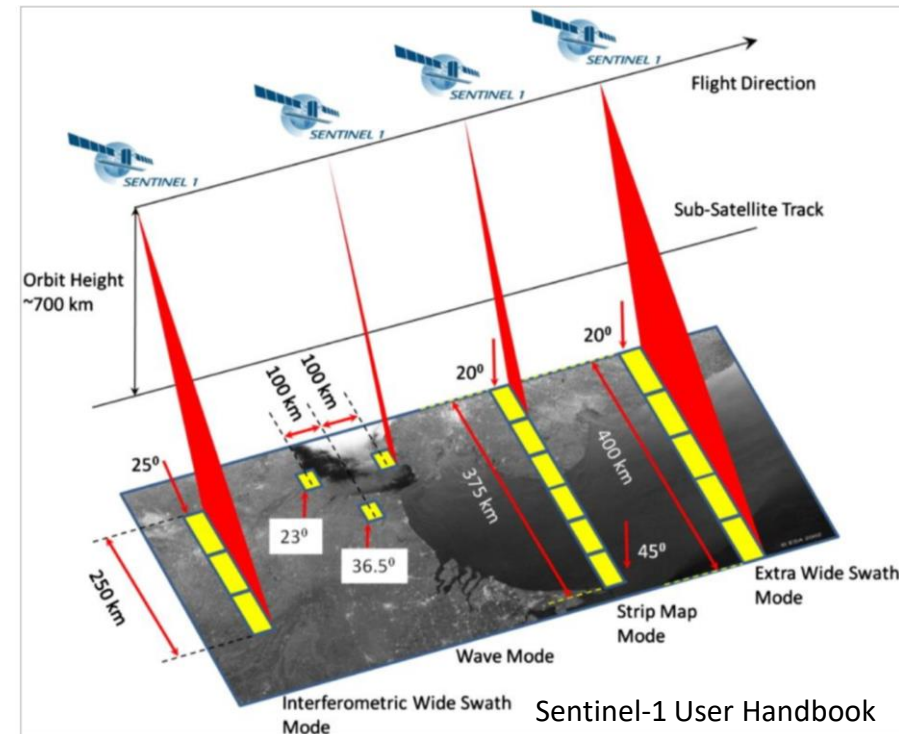 SENTINEL 1
SENTINEL 1
SENTINEL 1
SENTINEL 1
Flight Direction
Sub-Satellite Track
Orbit Height
~700 km
20⁰
20⁰
100 km
100 km
25⁰
375 km
400 km
23⁰
36.5⁰
45⁰
250 km
© ESA 2002
Extra Wide Swath
Mode
Strip Map
Mode
Wave Mode
Interferometric Wide Swath
Mode
Sentinel-1 User Handbook